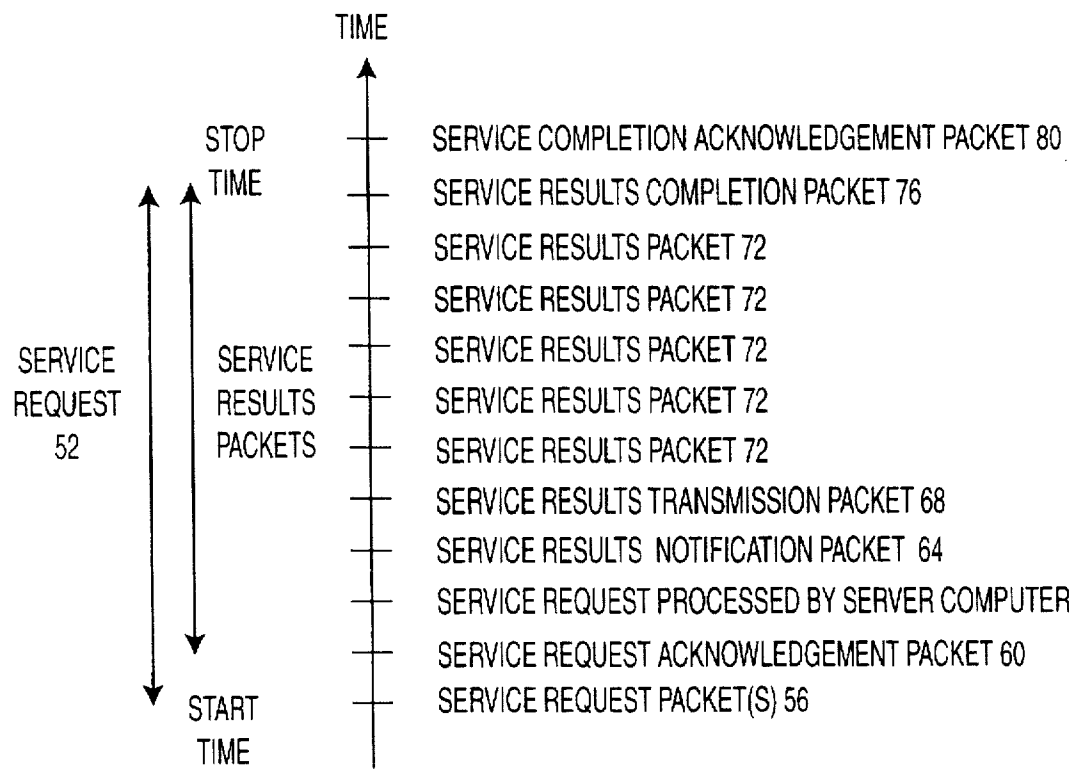 TIME
STOP
TIME
SERVICE COMPLETION ACKNOWLEDGEMENT PACKET 80
SERVICE RESULTS COMPLETION PACKET 76
SERVICE RESULTS PACKET 72
SERVICE RESULTS PACKET 72
SERVICE RESULTS PACKET 72
SERVICE RESULTS PACKET 72
SERVICE RESULTS PACKET 72
SERVICE RESULTS TRANSMISSION PACKET 68
SERVICE RESULTS NOTIFICATION PACKET 64
SERVICE REQUEST PROCESSED BY SERVER COMPUTER
SERVICE REQUEST ACKNOWLEDGEMENT PACKET 60
SERVICE REQUEST PACKET(S) 56
SERVICE
REQUEST
52
SERVICE
RESULTS
PACKETS
START
TIME